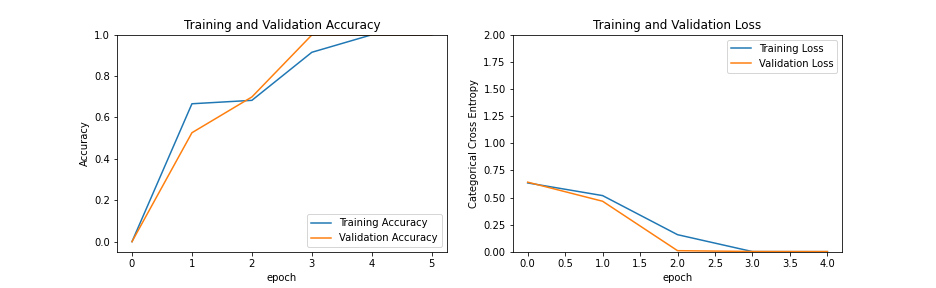 Training and Validation Accuracy
1.0
0.8
0.6
0.4
0.2
0.0
Accuracy
Training Accuracy
Validation Accuracy
0 1 2 3 4 5
epoch
Training and Validation Loss
2.00
1.75
1.50
1.25
1.00
0.75
0.50
0.25
0.00
Categorical Cross Entropy
Training Loss
Validation Loss
0.0 0.5 1.0 1.5 2.0 2.5 3.0 3.5 4.0
epoch